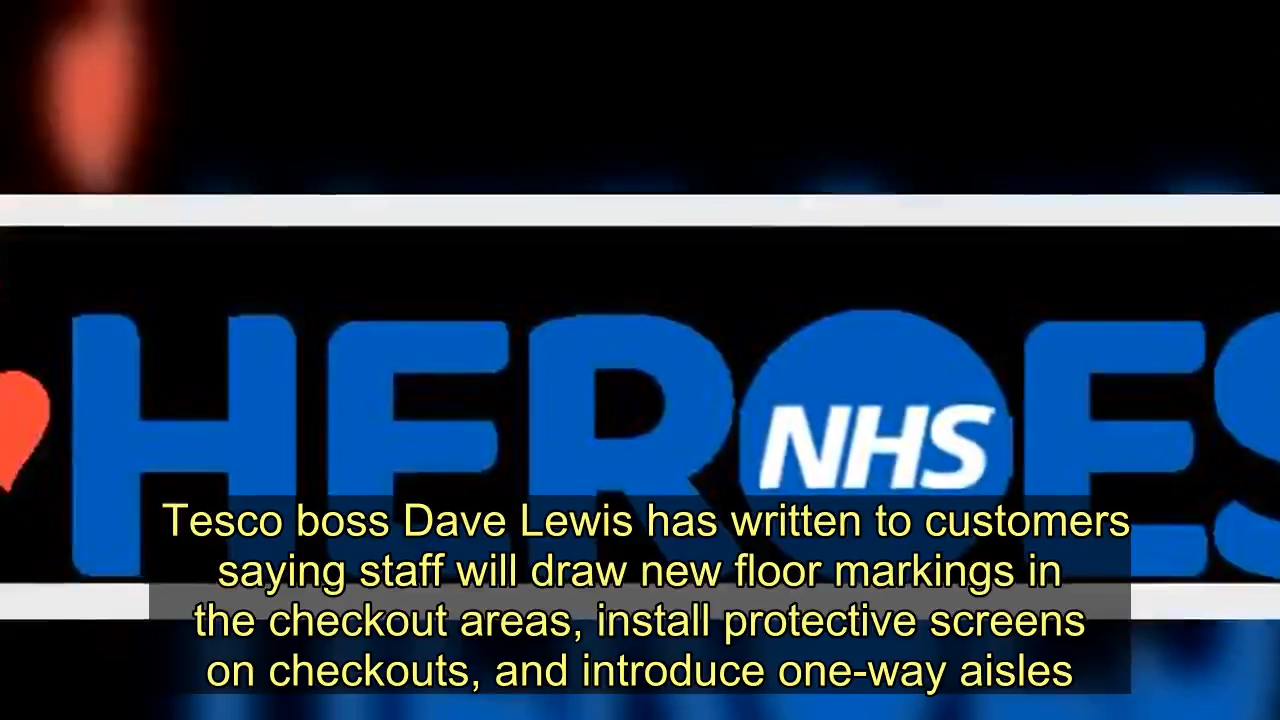 HEROES
NHS
Tesco boss Dave Lewis has written to customers
saying staff will draw new floor markings in
the checkout areas, install protective screens
on checkouts, and introduce one-way aisles